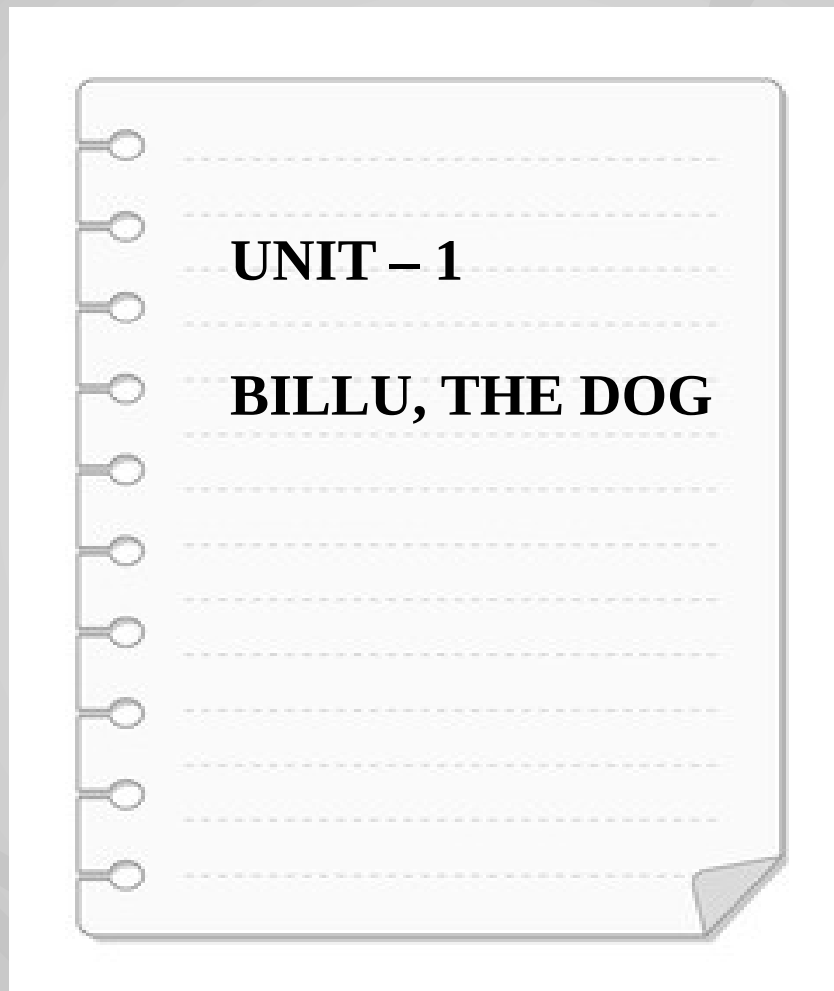 UNIT – 1
BILLU, THE DOG